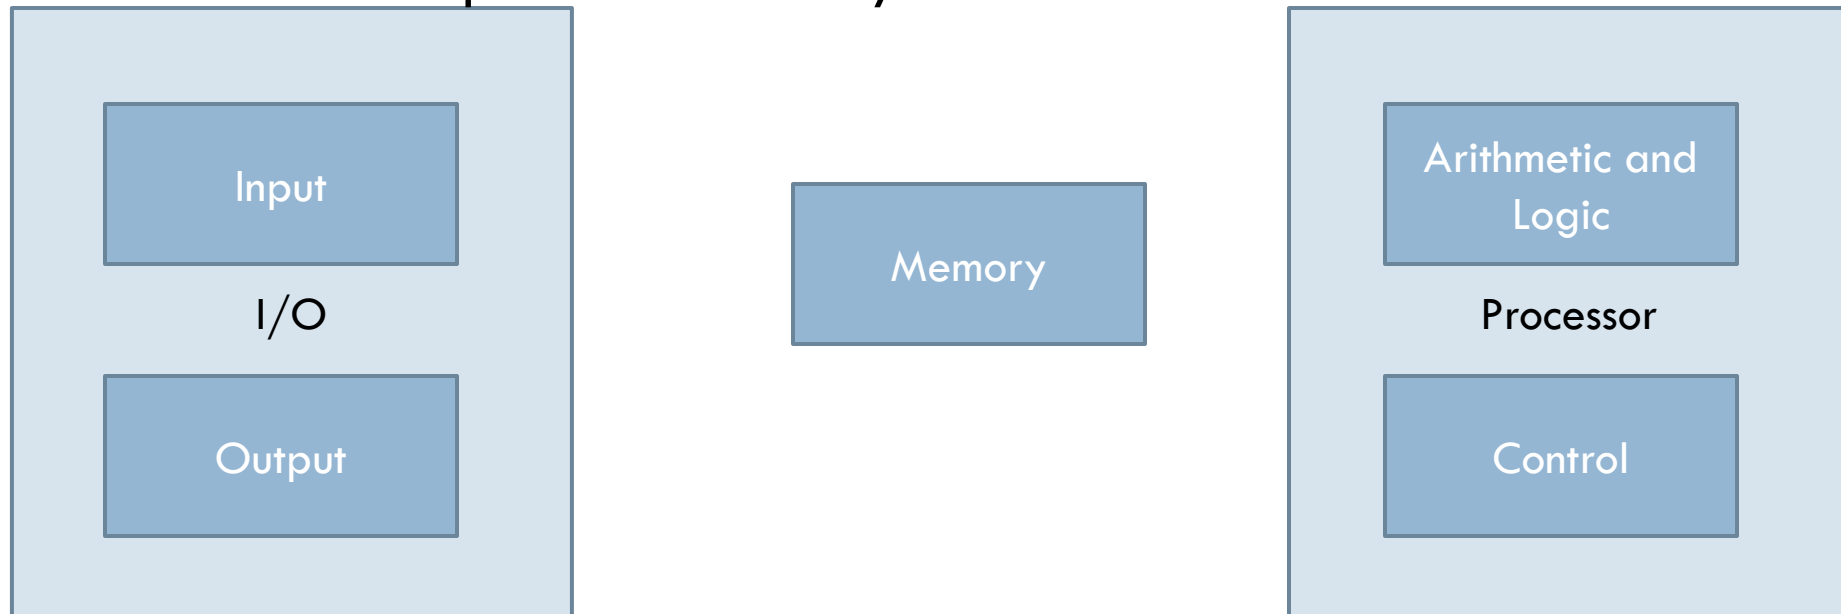 Input
I/O
Output
Memory
Arithmetic and
Logic
Processor
Control